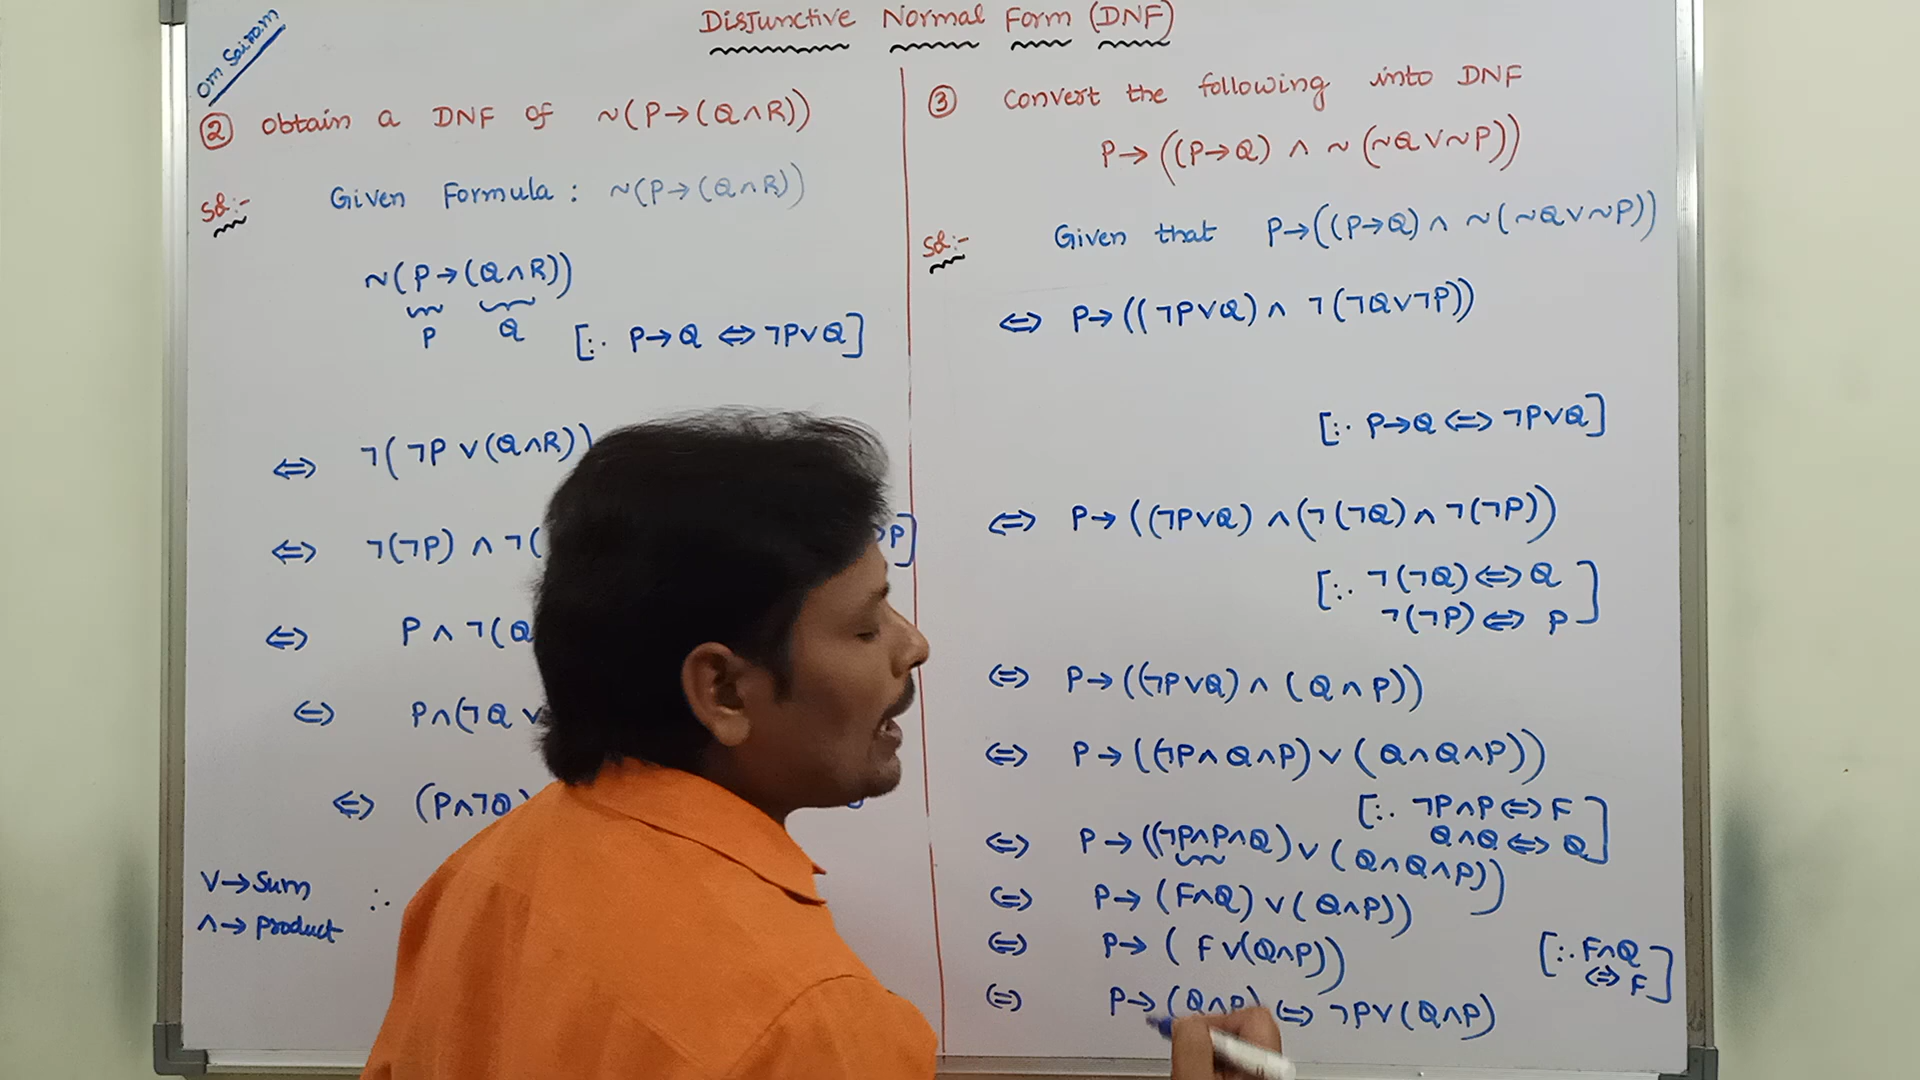 Disjunctive Normal Form (DNF)
Om Sairam
② Obtain a DNF of ~(P→(Q∧R))
Sol:- Given Formula : ~(P→(Q∧R))
~(P→(Q∧R))
P Q
[∵ P→Q ⇔ ¬P∨Q]
⇔ ¬(¬P∨(Q∧R))
⇔ ¬(¬P) ∧ ¬( P]
⇔ P∧¬(Q
⇔ P∧(¬Q∨
⇔ (P∧¬Q)
∨→Sum
∧→Product
∴
③ Convert the following into DNF
P→((P→Q) ∧ ~(~Q∨~P))
Sol:- Given that P→((P→Q)∧ ~(~Q∨~P))
⇔ P→((¬P∨Q)∧ ¬(¬Q∨¬P))
[∵ P→Q ⇔ ¬P∨Q]
⇔ P→((¬P∨Q)∧(¬(¬Q)∧¬(¬P))
[∵ ¬(¬Q)⇔Q
¬(¬P)⇔ P]
⇔ P→((¬P∨Q)∧(Q∧P))
⇔ P→((¬P∧Q∧P)∨(Q∧Q∧P))
[∵ ¬P∧P⇔F
Q∧Q⇔Q]
⇔ P→((¬P∧P∧Q)∨(Q∧Q∧P))
⇔ P→(F∧Q)∨(Q∧P))
⇔ P→( F∨(Q∧P))
[∵ F∧Q
⇔ F]
⇔ P→(Q∧P) ⇔ ¬P∨(Q∧P)